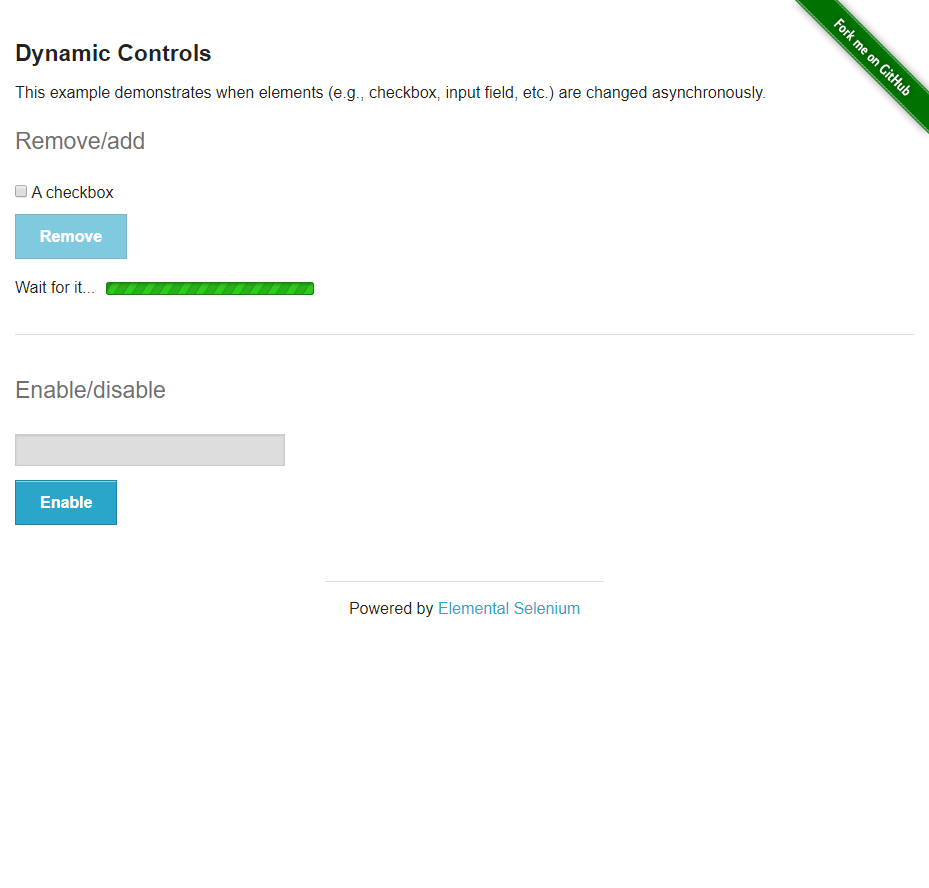 Fork me on GitHub
Dynamic Controls
This example demonstrates when elements (e.g., checkbox, input field, etc.) are changed asynchronously.
Remove/add
A checkbox
Remove
Wait for it...
Enable/disable
Enable
Powered by Elemental Selenium